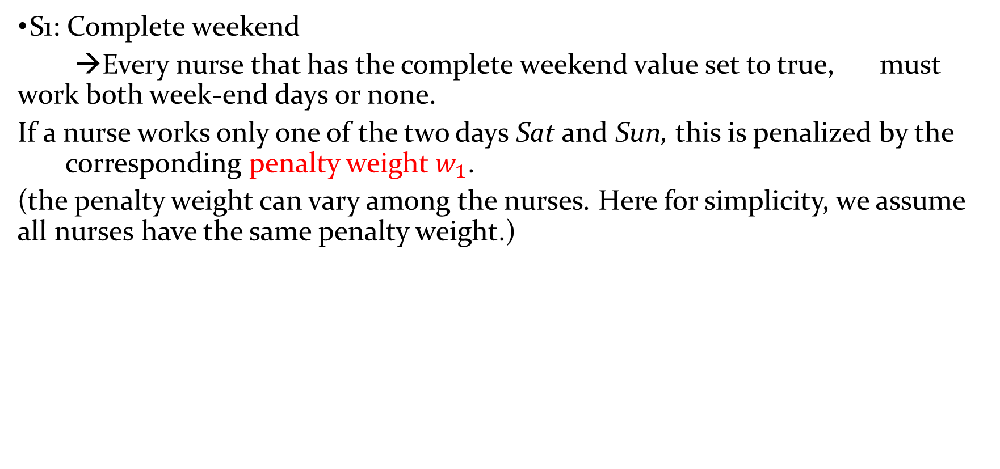 •S1: Complete weekend
→Every nurse that has the complete weekend value set to true, must
work both week-end days or none.
If a nurse works only one of the two days Sat and Sun, this is penalized by the
corresponding penalty weight w₁.
(the penalty weight can vary among the nurses. Here for simplicity, we assume
all nurses have the same penalty weight.)